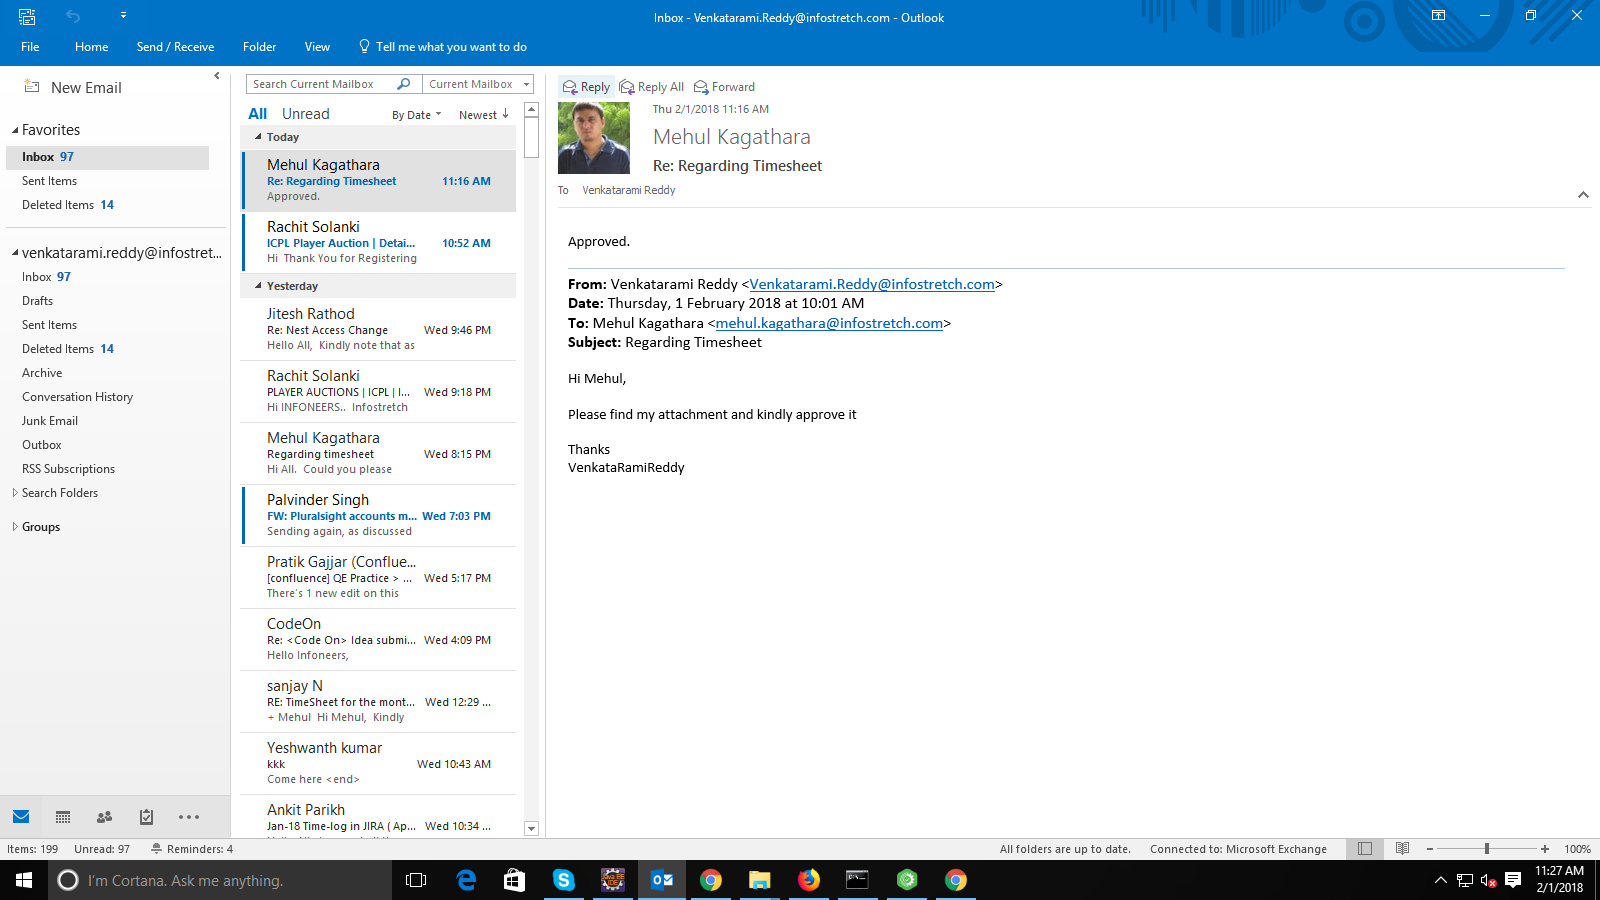 Inbox - Venkatarami.Reddy@infostretch.com - Outlook
File Home Send / Receive Folder View Tell me what you want to do
New Email
Favorites
Inbox 97
Sent Items
Deleted Items 14
venkatarami.reddy@infostret...
Inbox 97
Drafts
Sent Items
Deleted Items 14
Archive
Conversation History
Junk Email
Outbox
RSS Subscriptions
Search Folders
Groups
Search Current Mailbox Current Mailbox
All Unread By Date Newest
Today
Mehul Kagathara
Re: Regarding Timesheet 11:16 AM
Approved.
Rachit Solanki
ICPL Player Auction | Detai... 10:52 AM
Hi Thank You for Registering
Yesterday
Jitesh Rathod
Re: Nest Access Change Wed 9:46 PM
Hello All, Kindly note that as
Rachit Solanki
PLAYER AUCTIONS | ICPL | I... Wed 9:18 PM
Hi INFONEERS.. Infostretch
Mehul Kagathara
Regarding timesheet Wed 8:15 PM
Hi All. Could you please
Palvinder Singh
FW: Pluralsight accounts m... Wed 7:03 PM
Sending again, as discussed
Pratik Gajjar (Conflue...
[confluence] QE Practice > ... Wed 5:17 PM
There's 1 new edit on this
CodeOn
Re: <Code On> Idea submi... Wed 4:09 PM
Hello Infoneers,
sanjay N
RE: TimeSheet for the mont... Wed 12:29 ...
+ Mehul Hi Mehul, Kindly
Yeshwanth kumar
kkk Wed 10:43 AM
Come here <end>
Ankit Parikh
Jan-18 Time-log in JIRA ( Ap... Wed 10:34 ...
Reply Reply All Forward
Thu 2/1/2018 11:16 AM
Mehul Kagathara
Re: Regarding Timesheet
To Venkatarami Reddy
Approved.
From: Venkatarami Reddy <Venkatarami.Reddy@infostretch.com>
Date: Thursday, 1 February 2018 at 10:01 AM
To: Mehul Kagathara <mehul.kagathara@infostretch.com>
Subject: Regarding Timesheet
Hi Mehul,
Please find my attachment and kindly approve it
Thanks
VenkataRamiReddy
Items: 199 Unread: 97 Reminders: 4 All folders are up to date. Connected to: Microsoft Exchange 100%
I'm Cortana. Ask me anything.
11:27 AM
2/1/2018